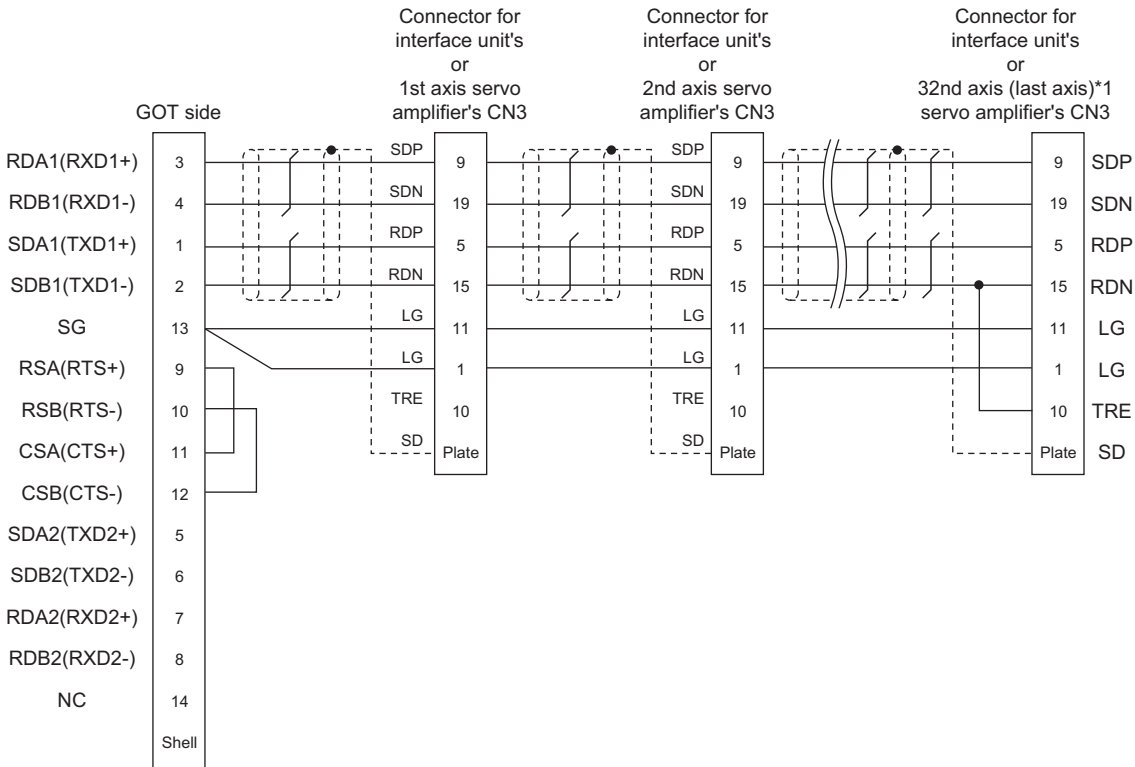 Connector for
interface unit's
or
1st axis servo
amplifier's CN3
Connector for
interface unit's
or
2nd axis servo
amplifier's CN3
Connector for
interface unit's
or
32nd axis (last axis)*1
servo amplifier's CN3
GOT side
RDA1(RXD1+) 3 SDP 9 SDP 9 9 SDP
RDB1(RXD1-) 4 SDN 19 SDN 19 19 SDN
SDA1(TXD1+) 1 RDP 5 RDP 5 5 RDP
SDB1(TXD1-) 2 RDN 15 RDN 15 15 RDN
SG 13 LG 11 LG 11 11 LG
RSA(RTS+) 9 LG 1 LG 1 1 LG
RSB(RTS-) 10 TRE 10 TRE 10 10 TRE
CSA(CTS+) 11 SD Plate SD Plate Plate SD
CSB(CTS-) 12
SDA2(TXD2+) 5
SDB2(TXD2-) 6
RDA2(RXD2+) 7
RDB2(RXD2-) 8
NC 14
Shell